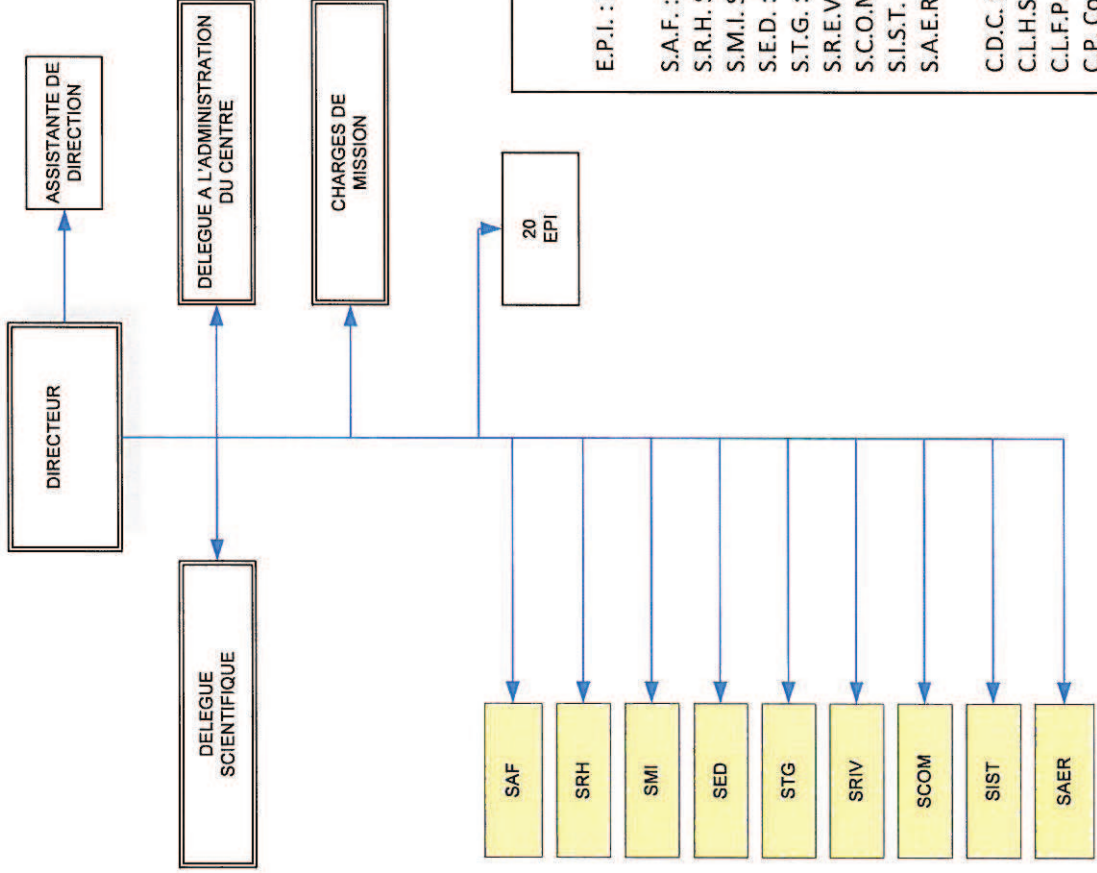 DIRECTEUR
ASSISTANTE DE
DIRECTION
DELEGUE
SCIENTIFIQUE
DELEGUE A L'ADMINISTRATION
DU CENTRE
CHARGES DE
MISSION
20
EPI
SAF
SRH
SMI
SED
STG
SRIV
SCOM
SIST
SAER
E.P.I. :
S.A.F. :
S.R.H. S
S.M.I. S
S.E.D. :
S.T.G. :
S.R.E.V
S.C.O.M
S.I.S.T.
S.A.E.R
C.D.C.
C.L.H.S
C.L.F.P
C.P. Co